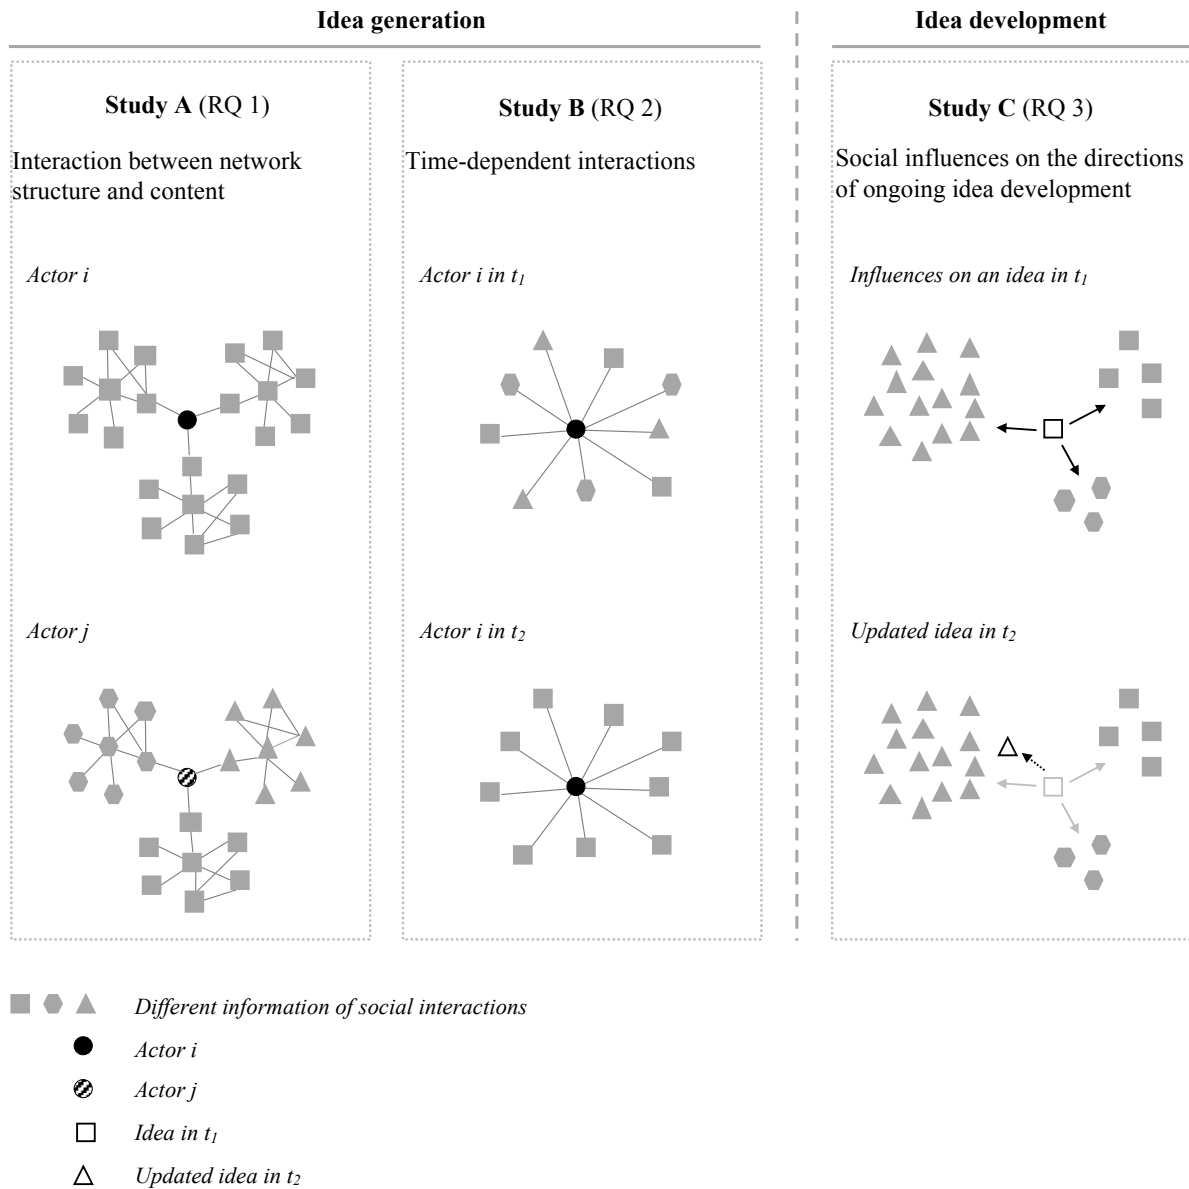 Idea generation
Idea development
Study A (RQ 1)
Interaction between network
structure and content
Actor i
Actor j
Study B (RQ 2)
Time-dependent interactions
Actor i in t1
Actor i in t2
Study C (RQ 3)
Social influences on the directions
of ongoing idea development
Influences on an idea in t1
Updated idea in t2
Different information of social interactions
Actor i
Actor j
Idea in t1
Updated idea in t2